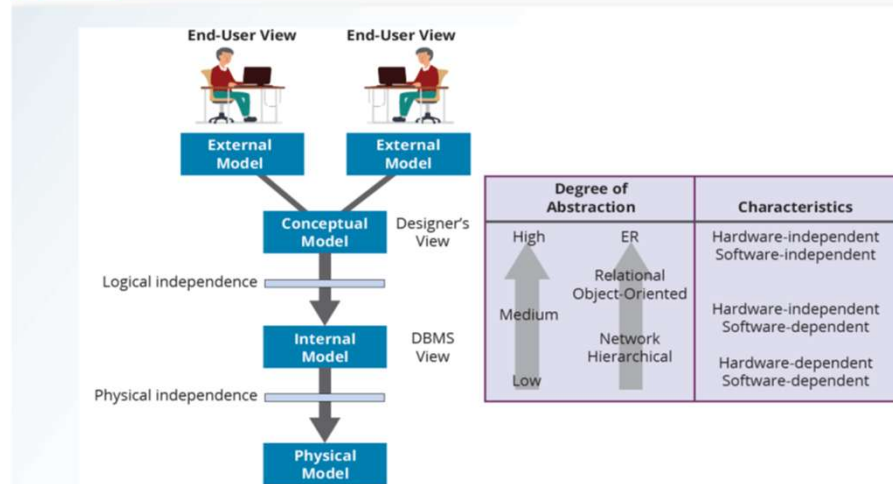 End-User View
End-User View
External
Model
External
Model
Conceptual
Model
Designer's
View
Logical independence
Internal
Model
DBMS
View
Physical independence
Physical
Model
Degree of
Abstraction
Characteristics
High
ER
Hardware-independent
Software-independent
Relational
Object-Oriented
Medium
Hardware-independent
Software-dependent
Network
Hierarchical
Low
Hardware-dependent
Software-dependent